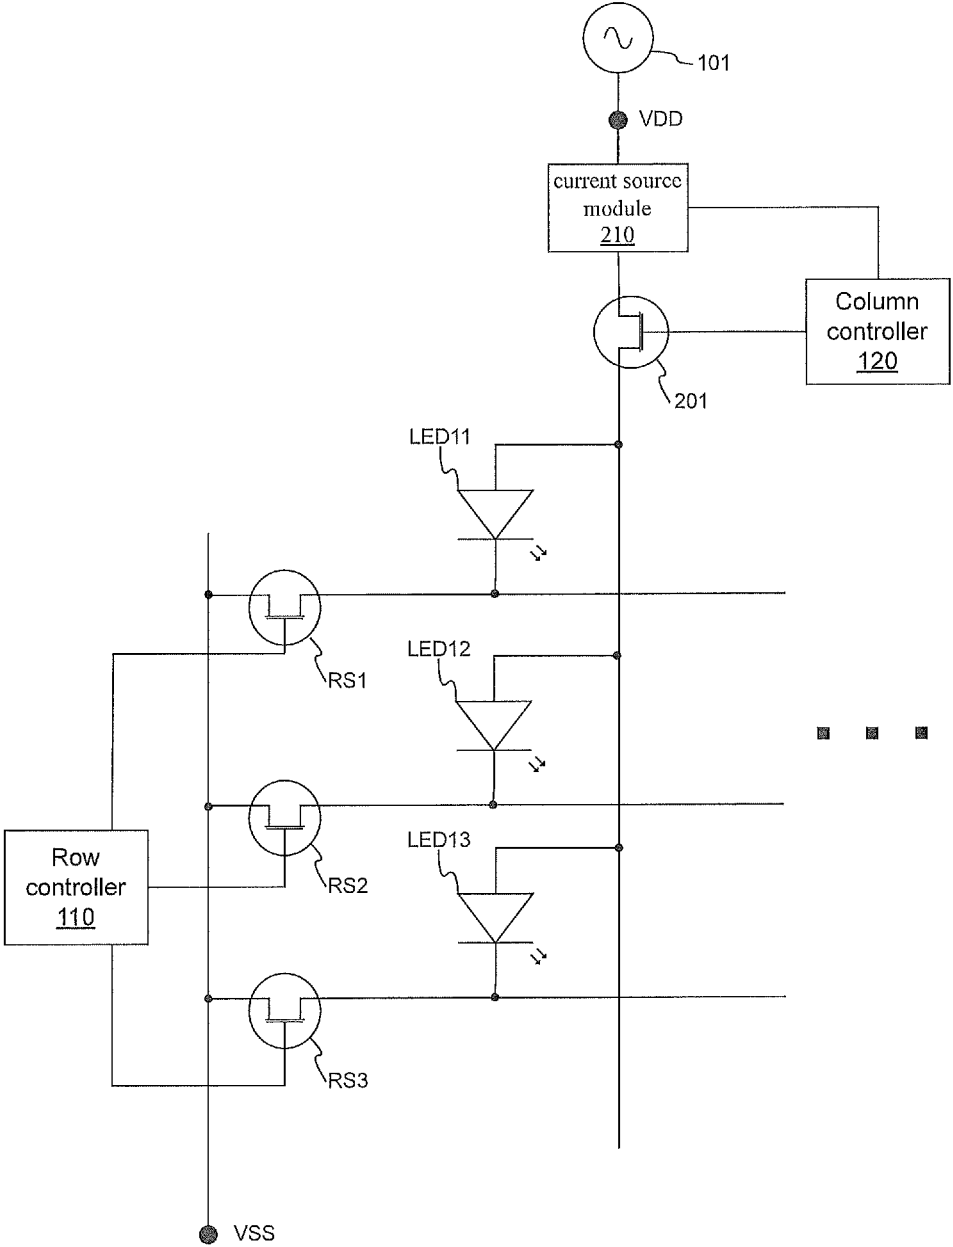 101
VDD
current source
module
210
Column
controller
120
201
LED11
RS1
LED12
Row
controller
110
RS2
LED13
RS3
VSS